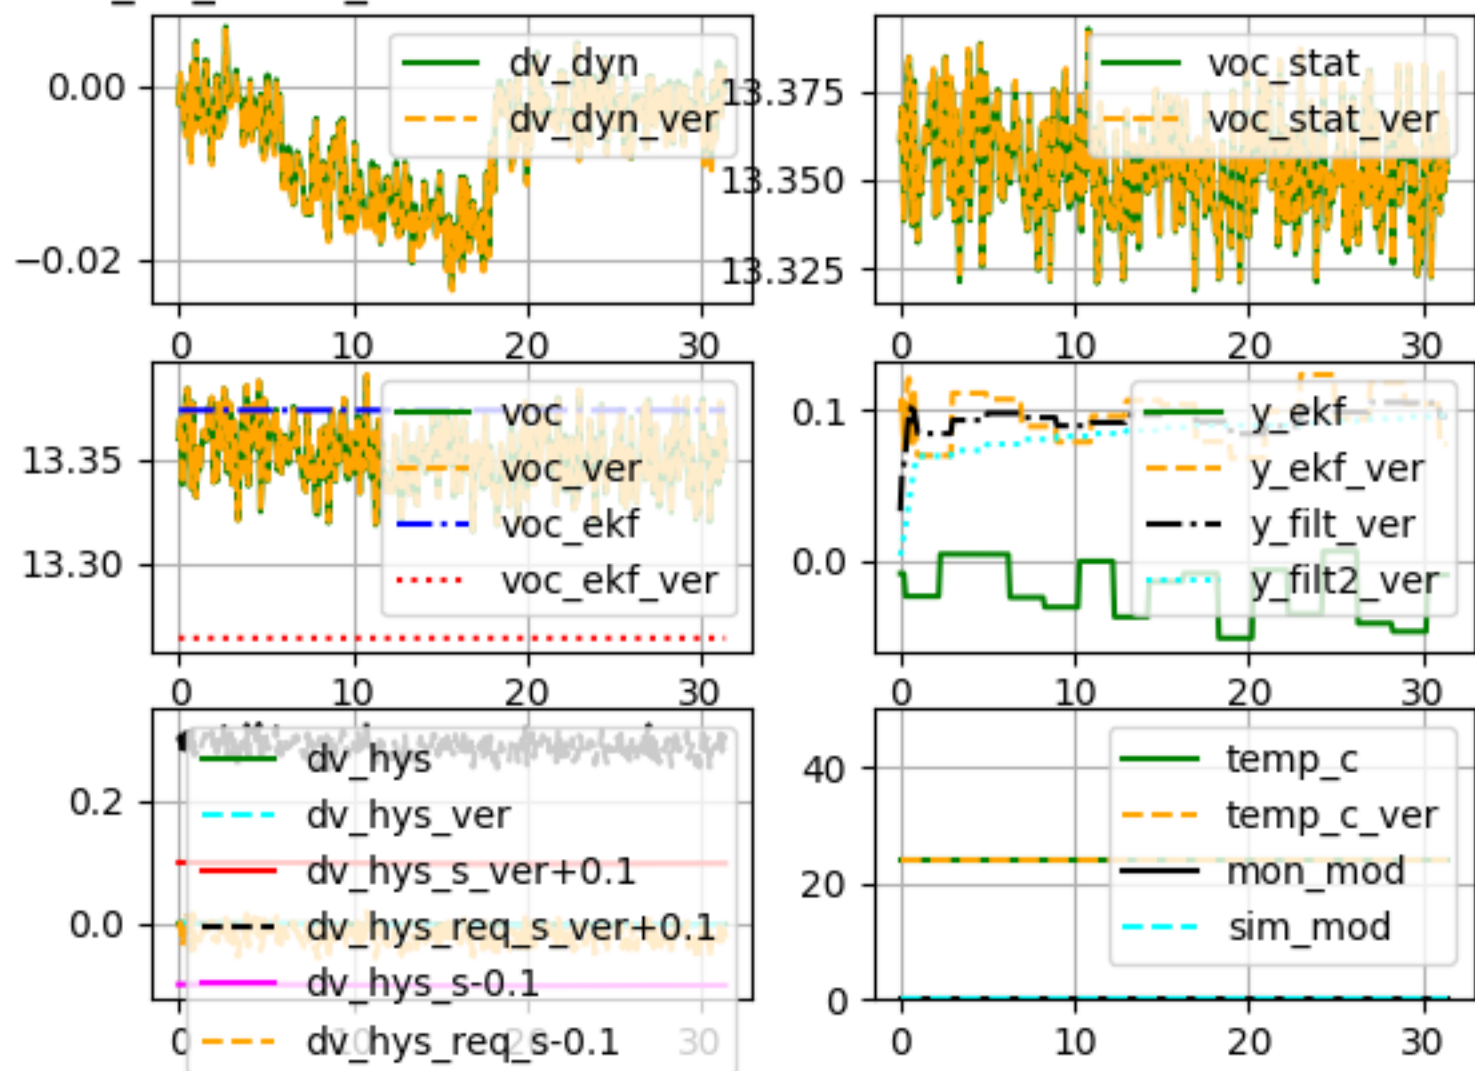 0.00
−0.02
dv_dyn
dv_dyn_ver
0 10 20 30
13.375
13.350
13.325
voc_stat
voc_stat_ver
0 10 20 30
13.35
13.30
voc
voc_ver
voc_ekf
voc_ekf_ver
0 10 20 30
0.1
0.0
y_ekf
y_ekf_ver
y_filt_ver
y_filt2_ver
0 10 20 30
0.2
0.0
dv_hys
dv_hys_ver
dv_hys_s_ver+0.1
dv_hys_req_s_ver+0.1
dv_hys_s-0.1
dv_hys_req_s-0.1
0 10 20 30
40
20
0
temp_c
temp_c_ver
mon_mod
sim_mod
0 10 20 30